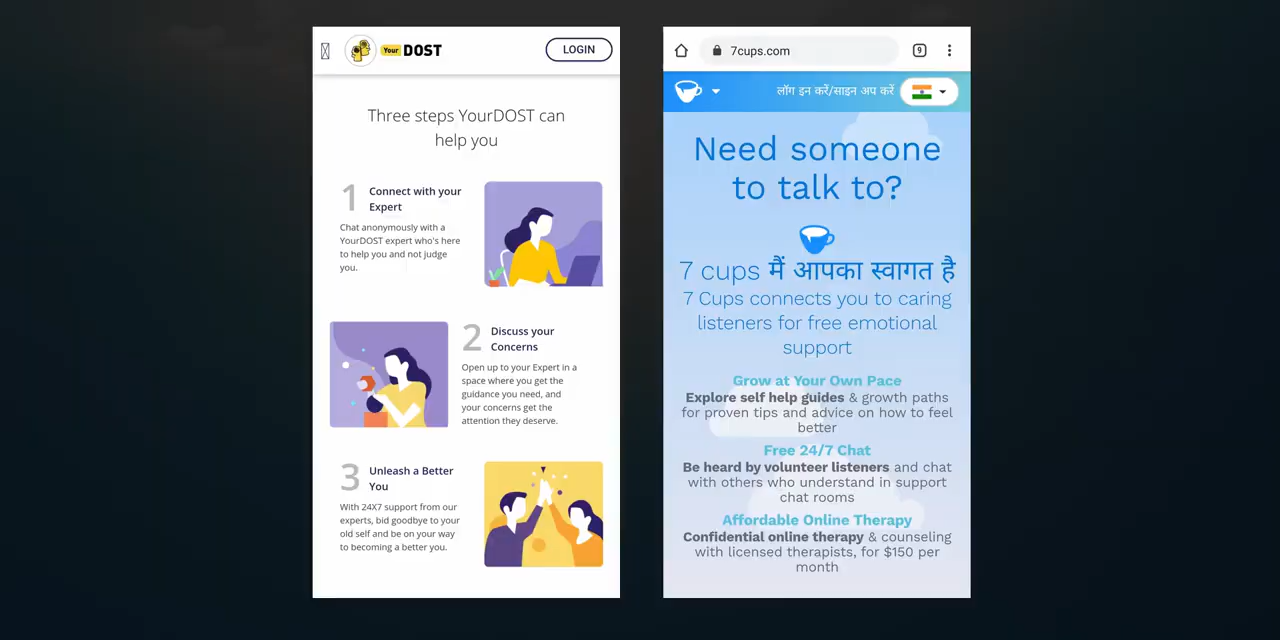 Your DOST
LOGIN
Three steps YourDOST can
help you
1
Connect with your
Expert
Chat anonymously with a
YourDOST expert who's here
to help you and not judge
you.
2
Discuss your
Concerns
Open up to your Expert in a
space where you get the
guidance you need, and
your concerns get the
attention they deserve.
3
Unleash a Better
You
With 24X7 support from our
experts, bid goodbye to your
old self and be on your way
to becoming a better you.
7cups.com
9
लॉग इन करें/साइन अप करें
Need someone
to talk to?
7 cups में आपका स्वागत है
7 Cups connects you to caring
listeners for free emotional
support
Grow at Your Own Pace
Explore self help guides & growth paths
for proven tips and advice on how to feel
better
Free 24/7 Chat
Be heard by volunteer listeners and chat
with others who understand in support
chat rooms
Affordable Online Therapy
Confidential online therapy & counseling
with licensed therapists, for $150 per
month